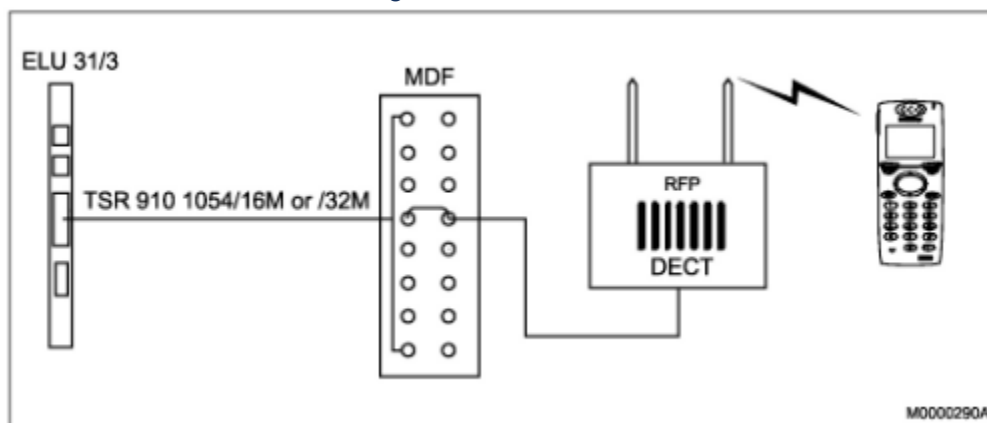 ELU 31/3
MDF
TSR 910 1054/16M or /32M
RFP
DECT
M0000290A